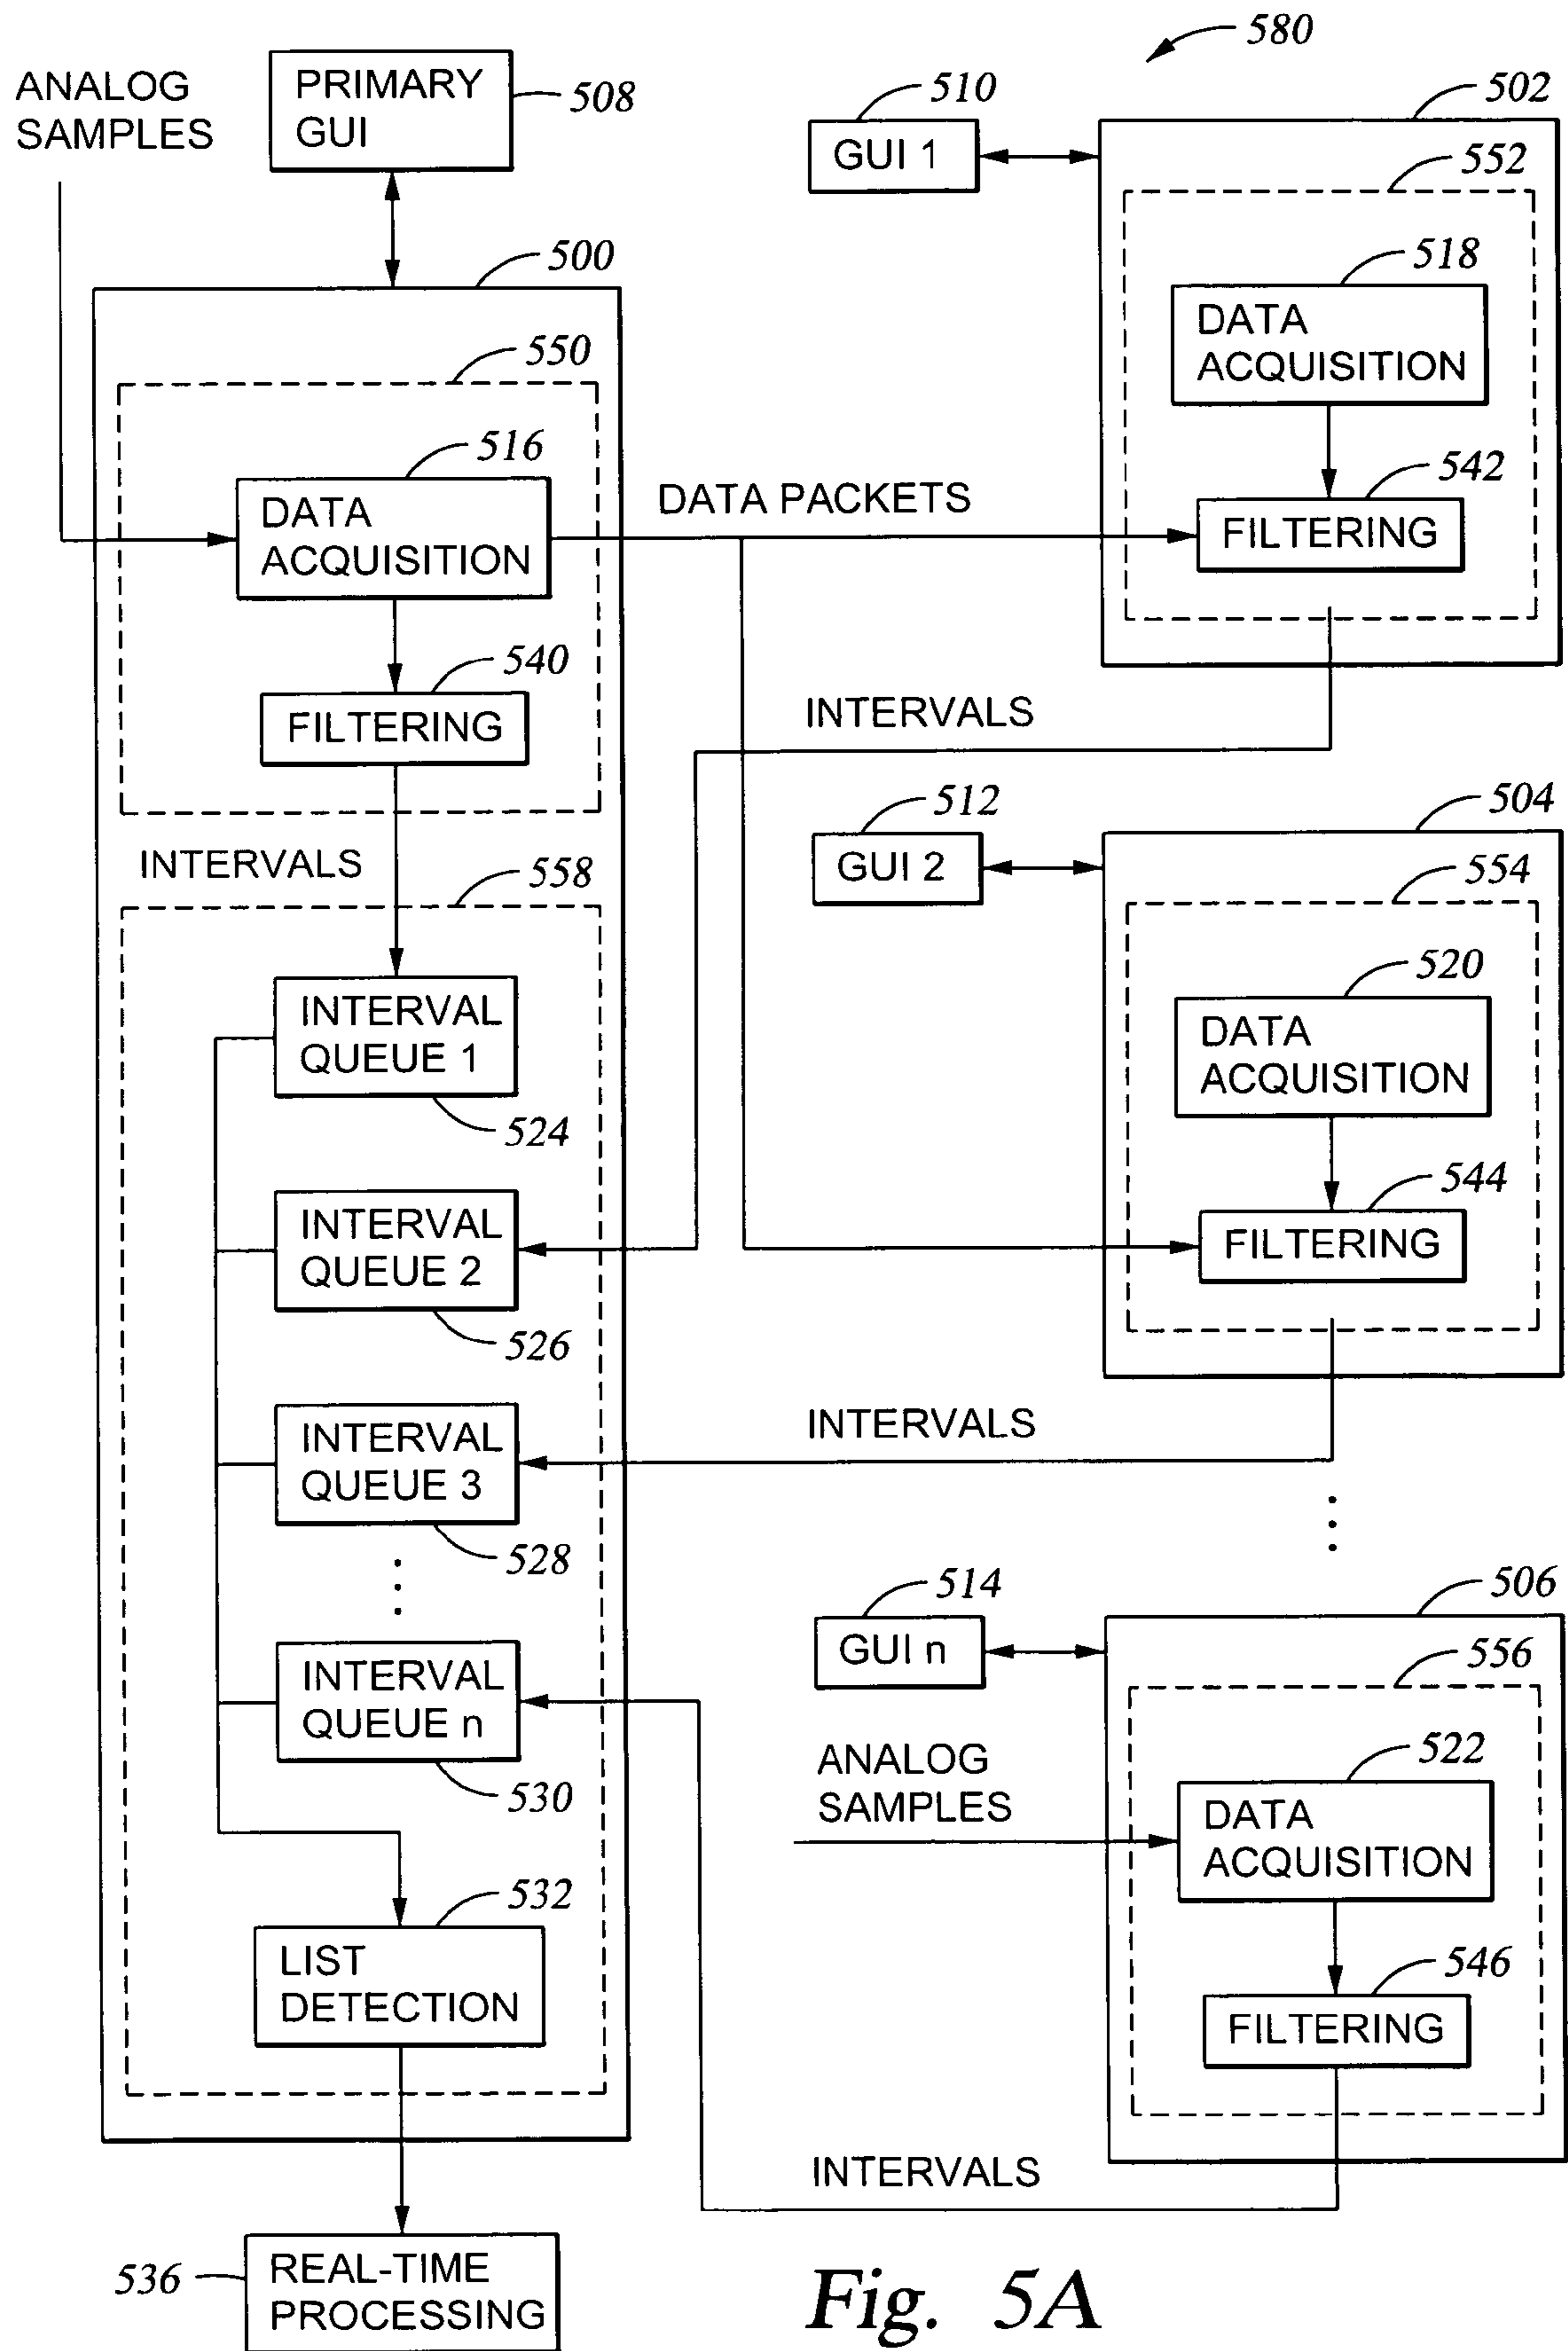 580
ANALOG
SAMPLES
PRIMARY
GUI
508
510
GUI 1
502
552
518
DATA
ACQUISITION
542
FILTERING
500
550
516
DATA
ACQUISITION
DATA PACKETS
540
FILTERING
INTERVALS
INTERVALS
558
512
GUI 2
504
554
520
DATA
ACQUISITION
544
FILTERING
INTERVAL
QUEUE 1
524
INTERVAL
QUEUE 2
526
INTERVALS
INTERVAL
QUEUE 3
528
514
GUI n
506
556
INTERVAL
QUEUE n
530
ANALOG
SAMPLES
522
DATA
ACQUISITION
546
FILTERING
532
LIST
DETECTION
INTERVALS
536
REAL-TIME
PROCESSING
Fig. 5A